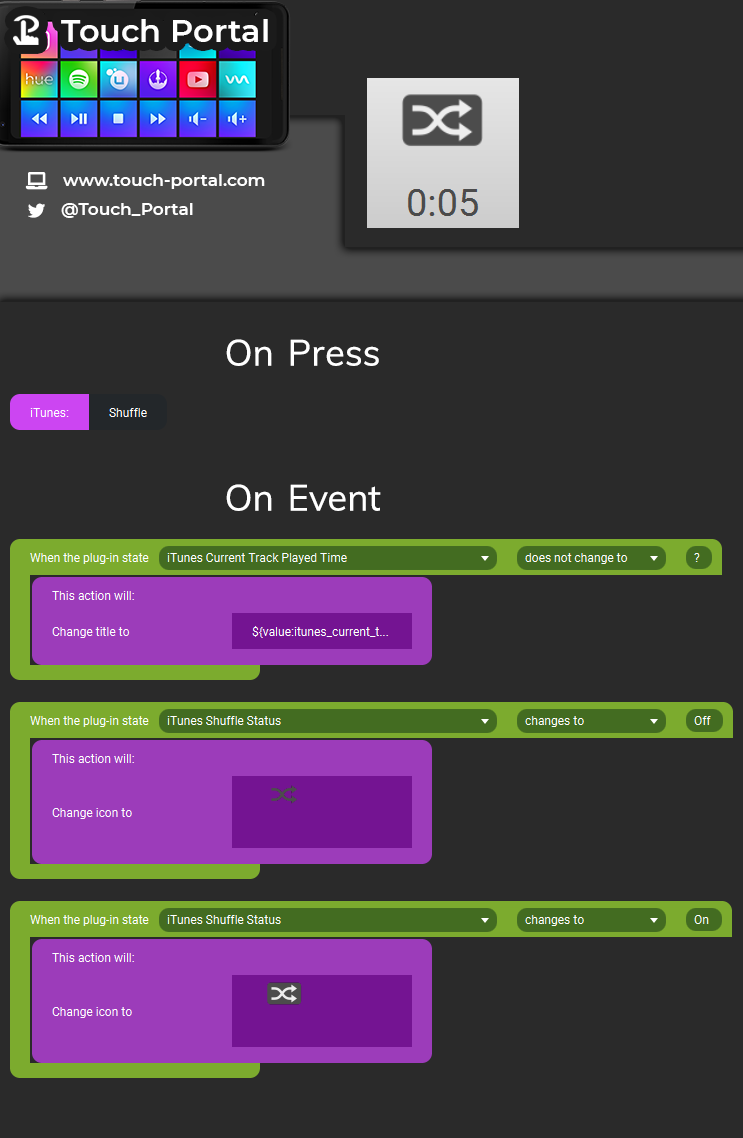 Touch Portal
hue
www.touch-portal.com
@Touch_Portal
0:05
On Press
iTunes: Shuffle
On Event
When the plug-in state iTunes Current Track Played Time does not change to ?
This action will:
Change title to ${value:itunes_current_t...
When the plug-in state iTunes Shuffle Status changes to Off
This action will:
Change icon to
When the plug-in state iTunes Shuffle Status changes to On
This action will:
Change icon to